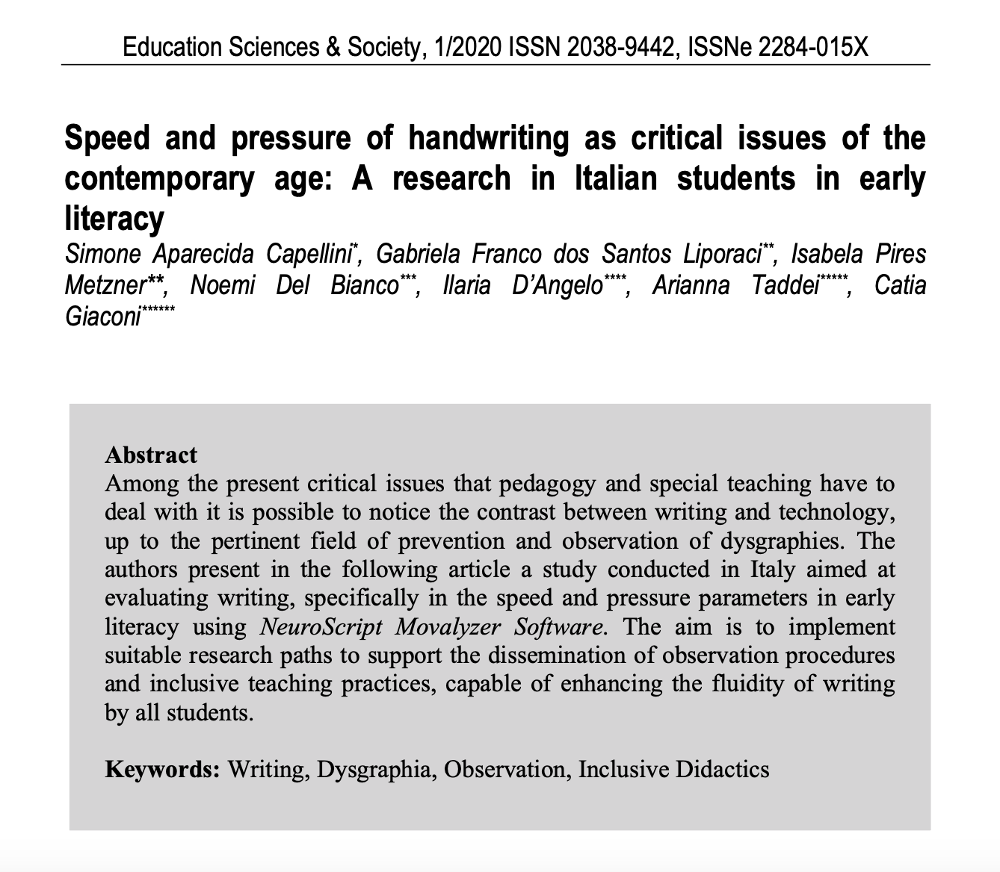 Education Sciences & Society, 1/2020 ISSN 2038-9442, ISSNe 2284-015X
Speed and pressure of handwriting as critical issues of the
contemporary age: A research in Italian students in early
literacy
Simone Aparecida Capellini*, Gabriela Franco dos Santos Liporaci**, Isabela Pires
Metzner**, Noemi Del Bianco***, Ilaria D’Angelo****, Arianna Taddei*****, Catia
Giaconi******
Abstract
Among the present critical issues that pedagogy and special teaching have to
deal with it is possible to notice the contrast between writing and technology,
up to the pertinent field of prevention and observation of dysgraphies. The
authors present in the following article a study conducted in Italy aimed at
evaluating writing, specifically in the speed and pressure parameters in early
literacy using NeuroScript Movalyzer Software. The aim is to implement
suitable research paths to support the dissemination of observation procedures
and inclusive teaching practices, capable of enhancing the fluidity of writing
by all students.
Keywords: Writing, Dysgraphia, Observation, Inclusive Didactics